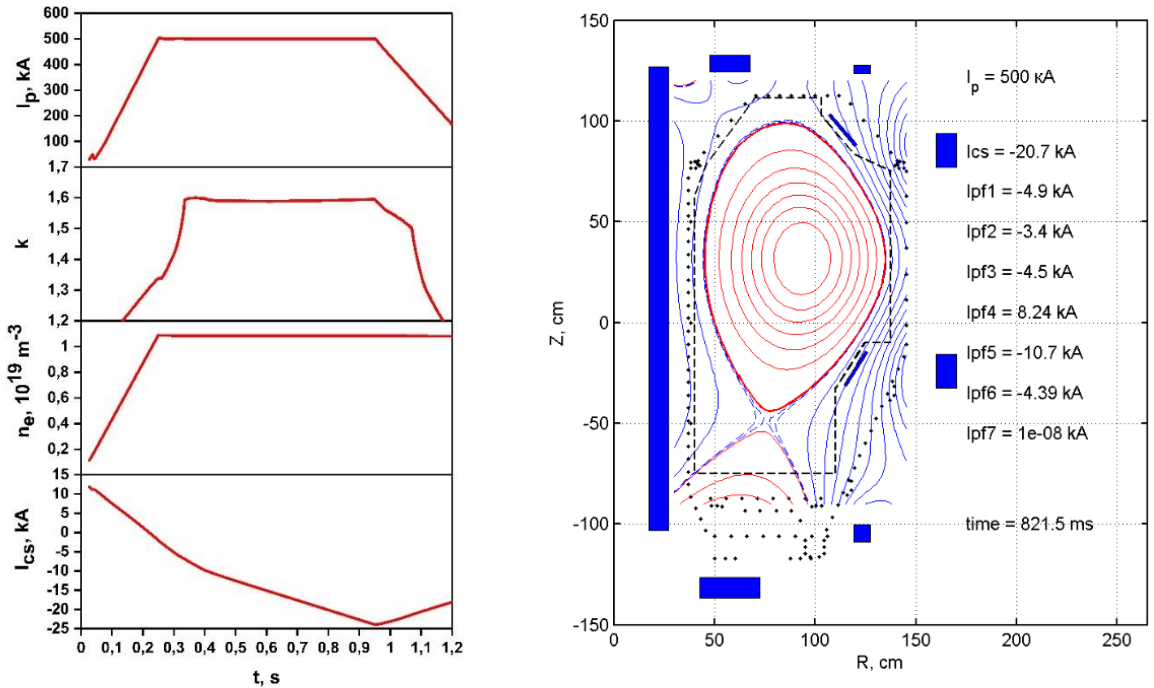 600
500
400
300
200
100
Ip, kA
1,7
1,6
1,5
1,4
1,3
1,2
k
1
0,8
0,6
0,4
0,2
ne, 10^19 m^-3
15
10
5
0
-5
-10
-15
-20
-25
Ics, kA
0 0,1 0,2 0,3 0,4 0,5 0,6 0,7 0,8 0,9 1 1,1 1,2
t, s
150
100
50
0
-50
-100
-150
Z, cm
0 50 100 150 200 250
R, cm
Ip = 500 кА
Ics = -20.7 kA
Ipf1 = -4.9 kA
Ipf2 = -3.4 kA
Ipf3 = -4.5 kA
Ipf4 = 8.24 kA
Ipf5 = -10.7 kA
Ipf6 = -4.39 kA
Ipf7 = 1e-08 kA
time = 821.5 ms